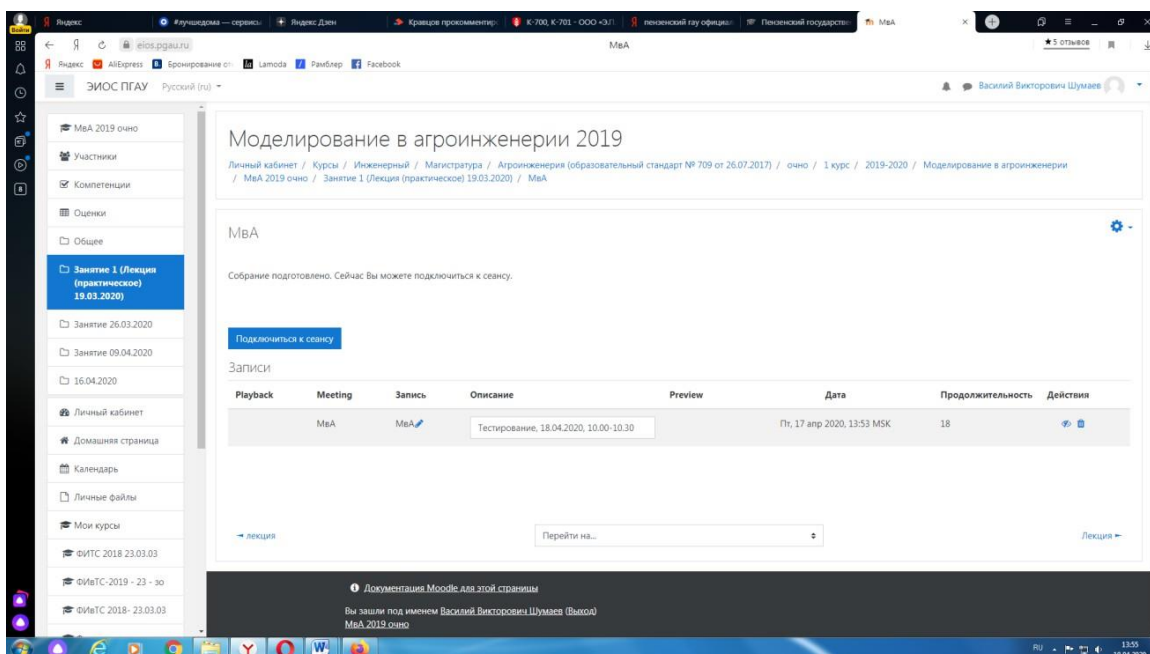 Войти
Яндекс
#лучшедома — сервисы
Яндекс Дзен
Кравцов прокомментиро
К-700, К-701 - ООО «ЭЛ
пензенский гау официал
Пензенский государстве
МвА
eios.pgau.ru
МвА
★ 5 отзывов
Яндекс AliExpress Бронирование от Lamoda Рамблер Facebook
ЭИОС ПГАУ Русский (ru)
Василий Викторович Шумаев
МвА 2019 очно
Участники
Компетенции
Оценки
Общее
Занятие 1 (Лекция
(практическое)
19.03.2020)
Занятие 26.03.2020
Занятие 09.04.2020
16.04.2020
Личный кабинет
Домашняя страница
Календарь
Личные файлы
Мои курсы
ФИТС 2018 23.03.03
ФИвТС-2019 - 23 - зо
ФИвТС 2018- 23.03.03
Моделирование в агроинженерии 2019
Личный кабинет / Курсы / Инженерный / Магистратура / Агроинженерия (образовательный стандарт № 709 от 26.07.2017) / очно / 1 курс / 2019-2020 / Моделирование в агроинженерии
/ МвА 2019 очно / Занятие 1 (Лекция (практическое) 19.03.2020) / МвА
МвА
Собрание подготовлено. Сейчас Вы можете подключиться к сеансу.
Подключиться к сеансу
Записи
Playback Meeting Запись Описание Preview Дата Продолжительность Действия
МвА МвА Тестирование, 18.04.2020, 10.00-10.30 Пт, 17 апр 2020, 13:53 MSK 18
лекция
Перейти на...
Лекция
Документация Moodle для этой страницы
Вы зашли под именем Василий Викторович Шумаев (Выход)
МвА 2019 очно
RU
13:55